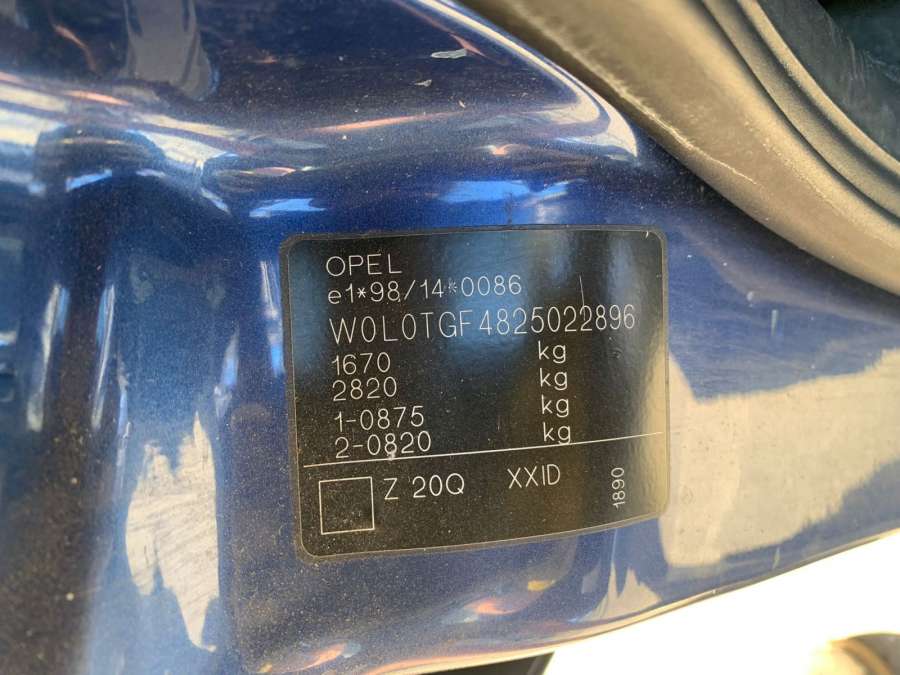 OPEL
e1*98/14*0086
W0L0TGF4825022896
1670 kg
2820 kg
1-0875 kg
2-0820 kg
Z 20Q XXID
1890